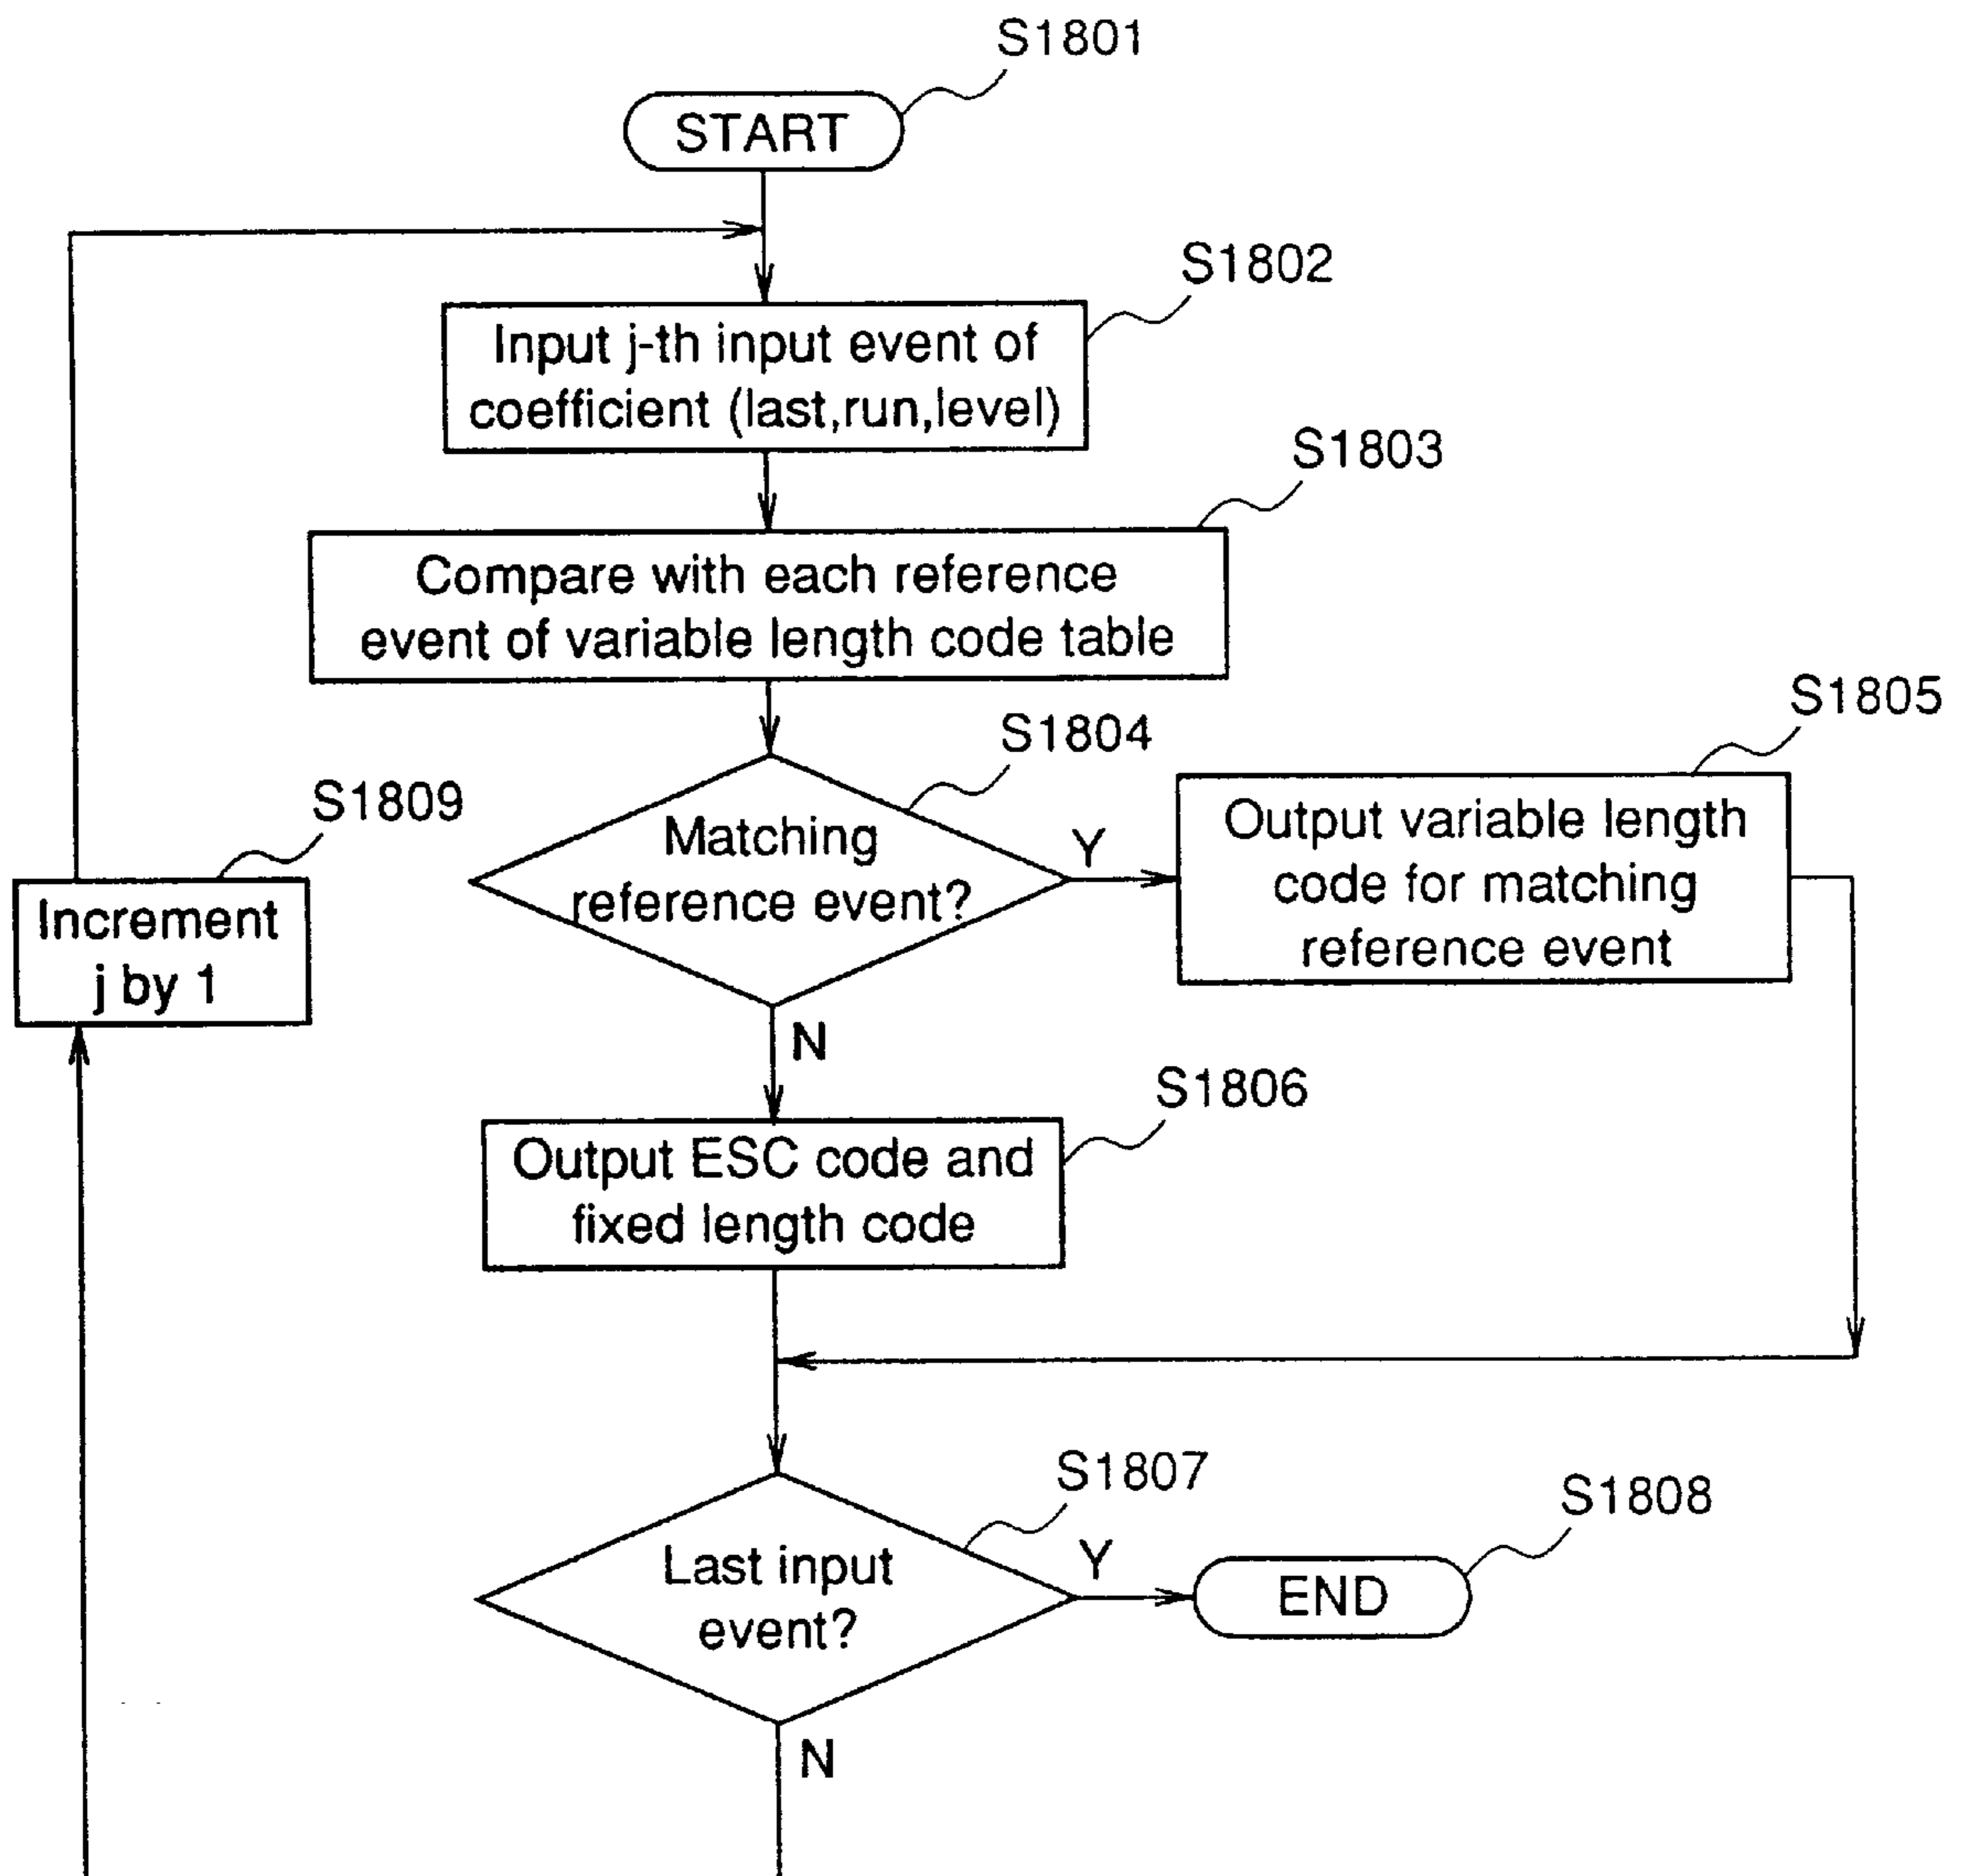 S1801
START
S1802
Input j-th input event of
coefficient (last,run,level)
S1803
Compare with each reference
event of variable length code table
S1804
Matching
reference event?
Y
S1805
Output variable length
code for matching
reference event
S1809
Increment
j by 1
N
S1806
Output ESC code and
fixed length code
S1807
Last input
event?
Y
S1808
END
N